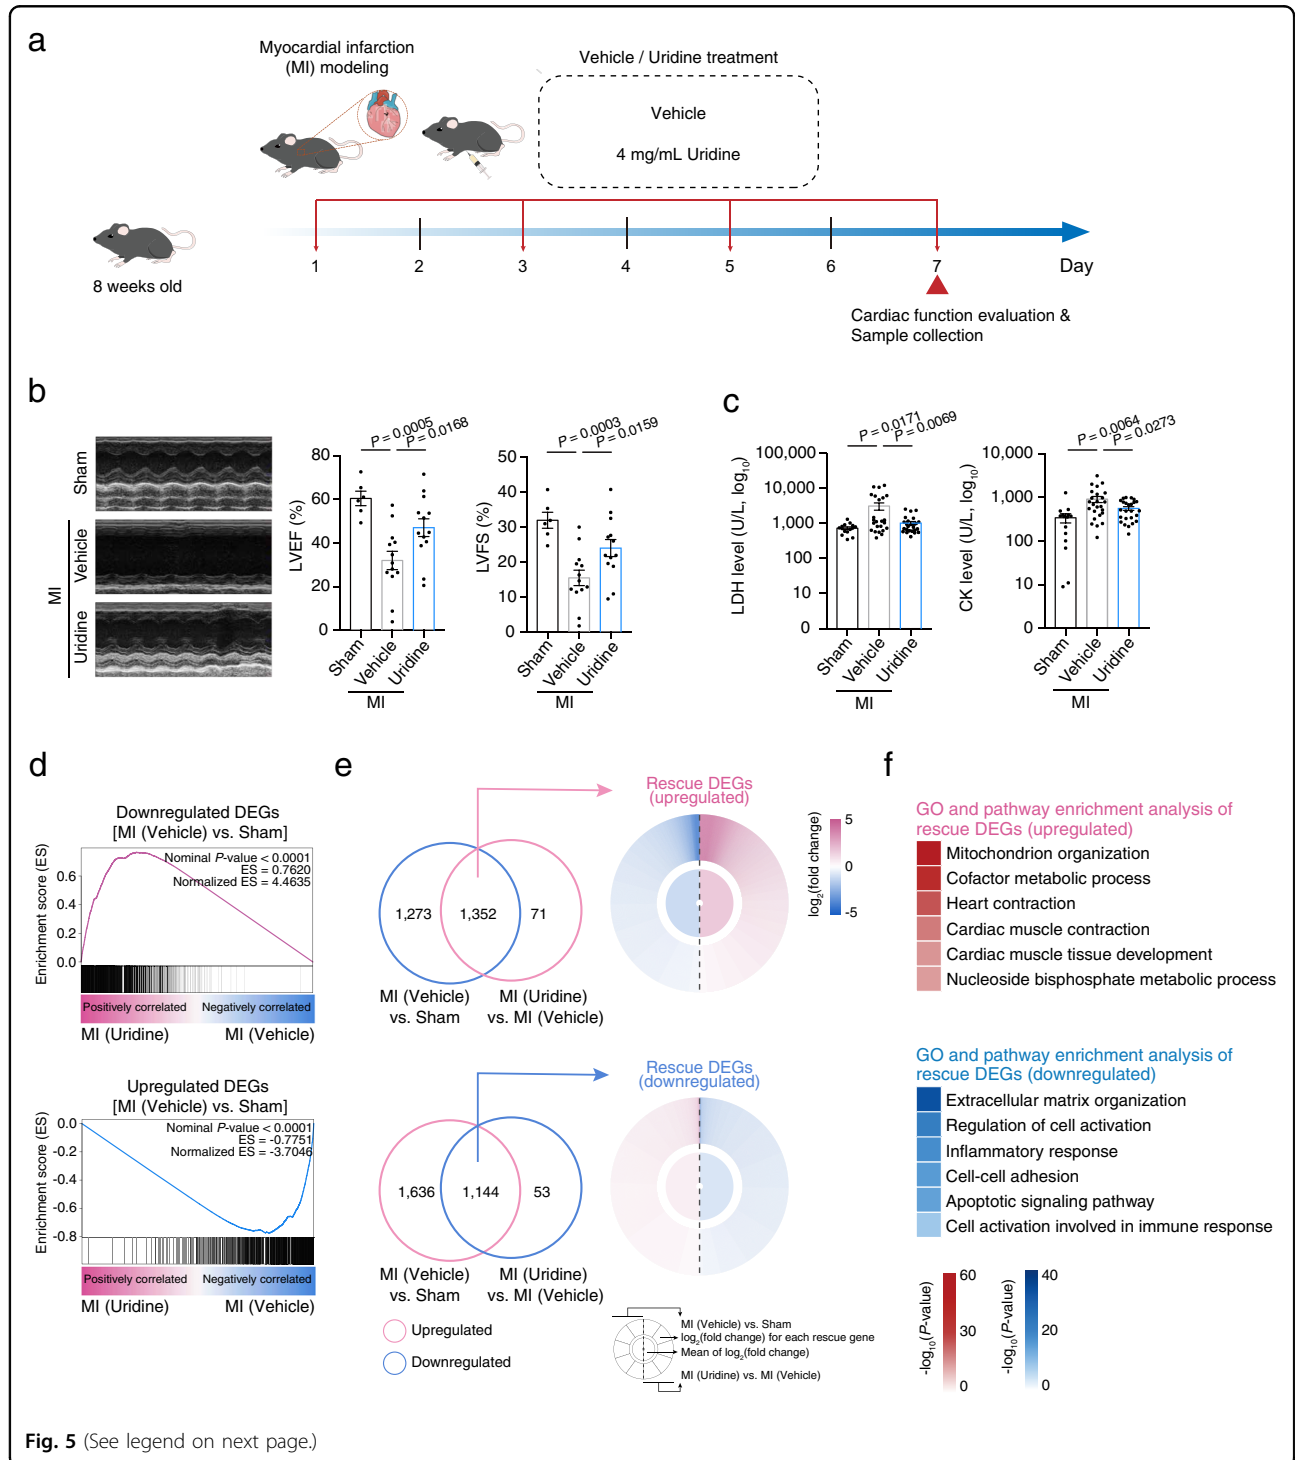 a
Myocardial infarction
(MI) modeling
Vehicle / Uridine treatment
Vehicle
4 mg/mL Uridine
8 weeks old
1 2 3 4 5 6 7 Day
Cardiac function evaluation &
Sample collection
b
Sham
MI
Vehicle
Uridine
LVEF (%)
80
60
40
20
0
P = 0.0005
P = 0.0168
Sham
Vehicle
Uridine
MI
LVFS (%)
50
40
30
20
10
0
P = 0.0003
P = 0.0159
Sham
Vehicle
Uridine
MI
c
LDH level (U/L, log10)
100,000
10,000
1,000
100
10
0
P = 0.0171
P = 0.0069
Sham
Vehicle
Uridine
MI
CK level (U/L, log10)
10,000
1,000
100
10
0
P = 0.0064
P = 0.0273
Sham
Vehicle
Uridine
MI
d
Downregulated DEGs
[MI (Vehicle) vs. Sham]
Enrichment score (ES)
0.6
0.4
0.2
0.0
Nominal P-value < 0.0001
ES = 0.7620
Normalized ES = 4.4635
Positively correlated Negatively correlated
MI (Uridine) MI (Vehicle)
Upregulated DEGs
[MI (Vehicle) vs. Sham]
Enrichment score (ES)
0.0
-0.2
-0.4
-0.6
-0.8
Nominal P-value < 0.0001
ES = -0.7751
Normalized ES = -3.7046
Positively correlated Negatively correlated
MI (Uridine) MI (Vehicle)
e
Rescue DEGs
(upregulated)
1,273 1,352 71
MI (Vehicle)
vs. Sham
MI (Uridine)
vs. MI (Vehicle)
log2(fold change)
5
0
-5
Rescue DEGs
(downregulated)
1,636 1,144 53
MI (Vehicle)
vs. Sham
MI (Uridine)
vs. MI (Vehicle)
Upregulated
Downregulated
MI (Vehicle) vs. Sham
log2(fold change) for each rescue gene
Mean of log2(fold change)
MI (Uridine) vs. MI (Vehicle)
f
GO and pathway enrichment analysis of
rescue DEGs (upregulated)
Mitochondrion organization
Cofactor metabolic process
Heart contraction
Cardiac muscle contraction
Cardiac muscle tissue development
Nucleoside bisphosphate metabolic process
GO and pathway enrichment analysis of
rescue DEGs (downregulated)
Extracellular matrix organization
Regulation of cell activation
Inflammatory response
Cell-cell adhesion
Apoptotic signaling pathway
Cell activation involved in immune response
-log10(P-value)
60
30
0
-log10(P-value)
40
20
0
Fig. 5 (See legend on next page.)